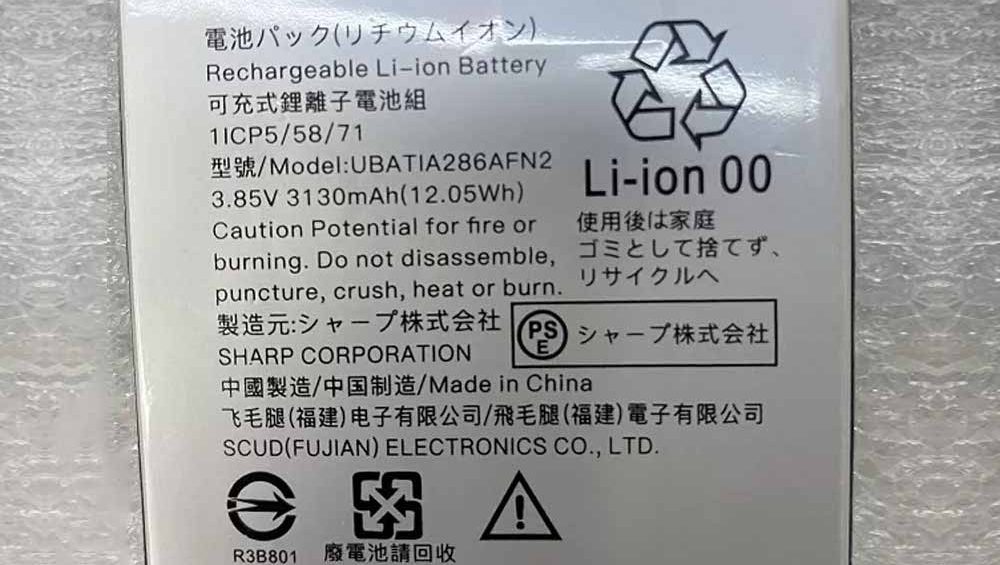 電池パック(リチウムイオン)
Rechargeable Li-ion Battery
可充式鋰離子電池組
1ICP5/58/71
型號/Model:UBATIA286AFN2
3.85V 3130mAh(12.05Wh)
Caution Potential for fire or
burning. Do not disassemble,
puncture, crush, heat or burn.
製造元:シャープ株式会社
SHARP CORPORATION
中國製造/中国制造/Made in China
飞毛腿(福建)电子有限公司/飛毛腿(福建)電子有限公司
SCUD(FUJIAN) ELECTRONICS CO., LTD.
Li-ion 00
使用後は家庭
ゴミとして捨てず、
リサイクルへ
PS
E
シャープ株式会社
R3B801
廢電池請回收